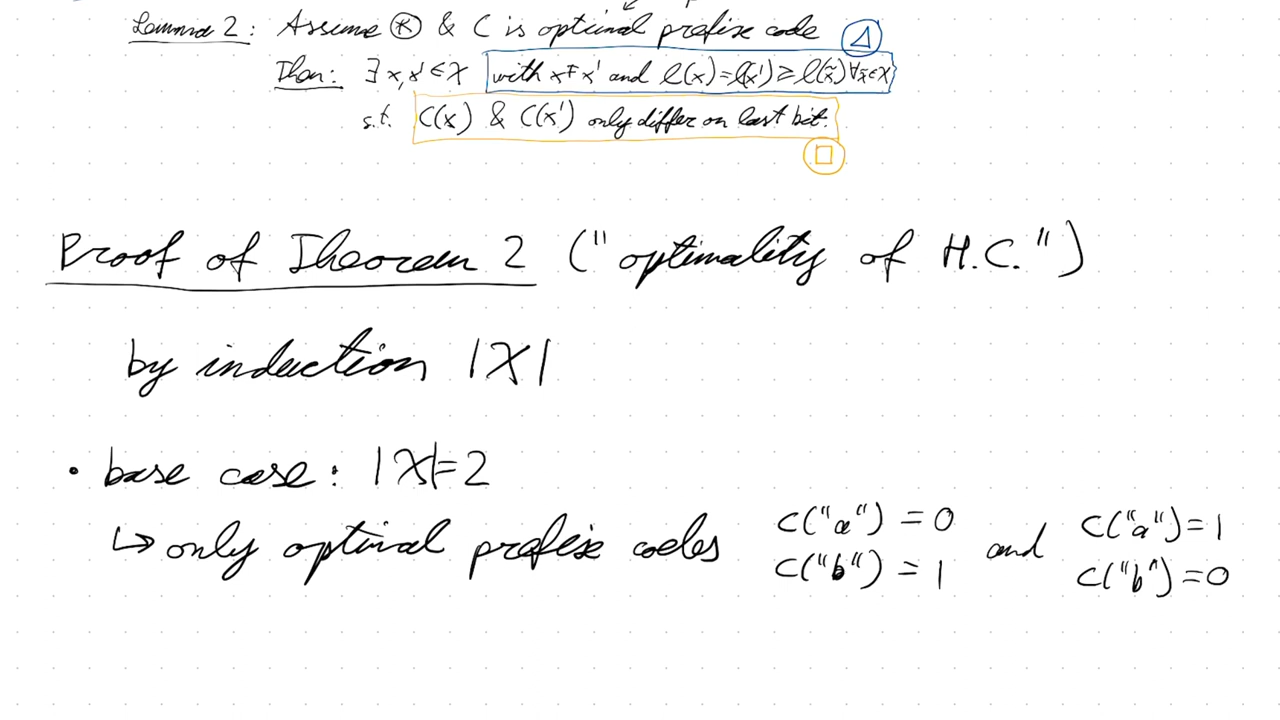 Lemma 2: Assume ⊛ & C is optimal prefix code △
Then: ∃ x,x' ∈ X with x≠x' and l(x)=l(x')≥l(x̃) ∀x̃∈X
s.t. C(x) & C(x') only differ on last bit.
□
Proof of Theorem 2 ("optimality of H.C.")
by induction |X|
• base case: |X|=2
↳ only optimal prefix codes C("a") = 0 and C("a")=1
C("b") = 1 C("b")=0